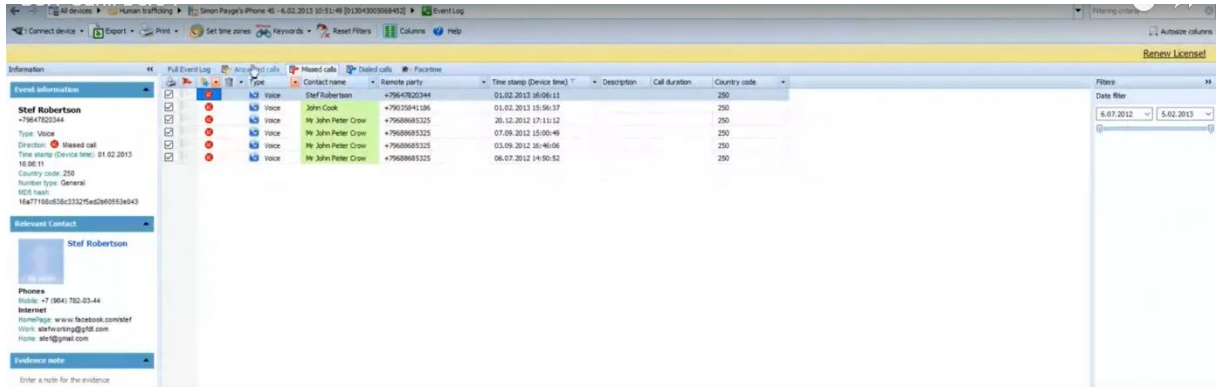 All devices Human trafficking Simon Payge's iPhone 4S - 6.02.2013 10:51:49 [013043005068452] Event Log Filtering criteria
Connect device Export Print Set time zones Keywords Reset Filters Columns Help Autosize columns
Renew License!
Information Full Event Log Answered calls Missed calls Dialed calls Facetime
Type Contact name Remote party Time stamp (Device time) Description Call duration Country code Filters
Event information
Voice Stef Robertson +79647820344 01.02.2013 16:06:11 250
Date filter
Stef Robertson
Voice John Cook +79035841186 01.02.2013 15:56:37 250
+79647820344
6.07.2012 5.02.2013
Voice Mr John Peter Crow +79688685325 20.12.2012 17:11:12 250
Type: Voice
Voice Mr John Peter Crow +79688685325 07.09.2012 15:00:49 250
Direction: Missed call
Voice Mr John Peter Crow +79688685325 03.09.2012 16:46:06 250
Time stamp (Device time): 01.02.2013
Voice Mr John Peter Crow +79688685325 06.07.2012 14:50:52 250
16:06:11
Country code: 250
Number type: General
MD5 hash:
Relevant Contact
Stef Robertson
Phones
Mobile: +7 (964) 782-03-44
Internet
HomePage: www.facebook.com/stef
Work: stefworking@gfdt.com
Home: stef@gmail.com
Evidence note
Enter a note for the evidence